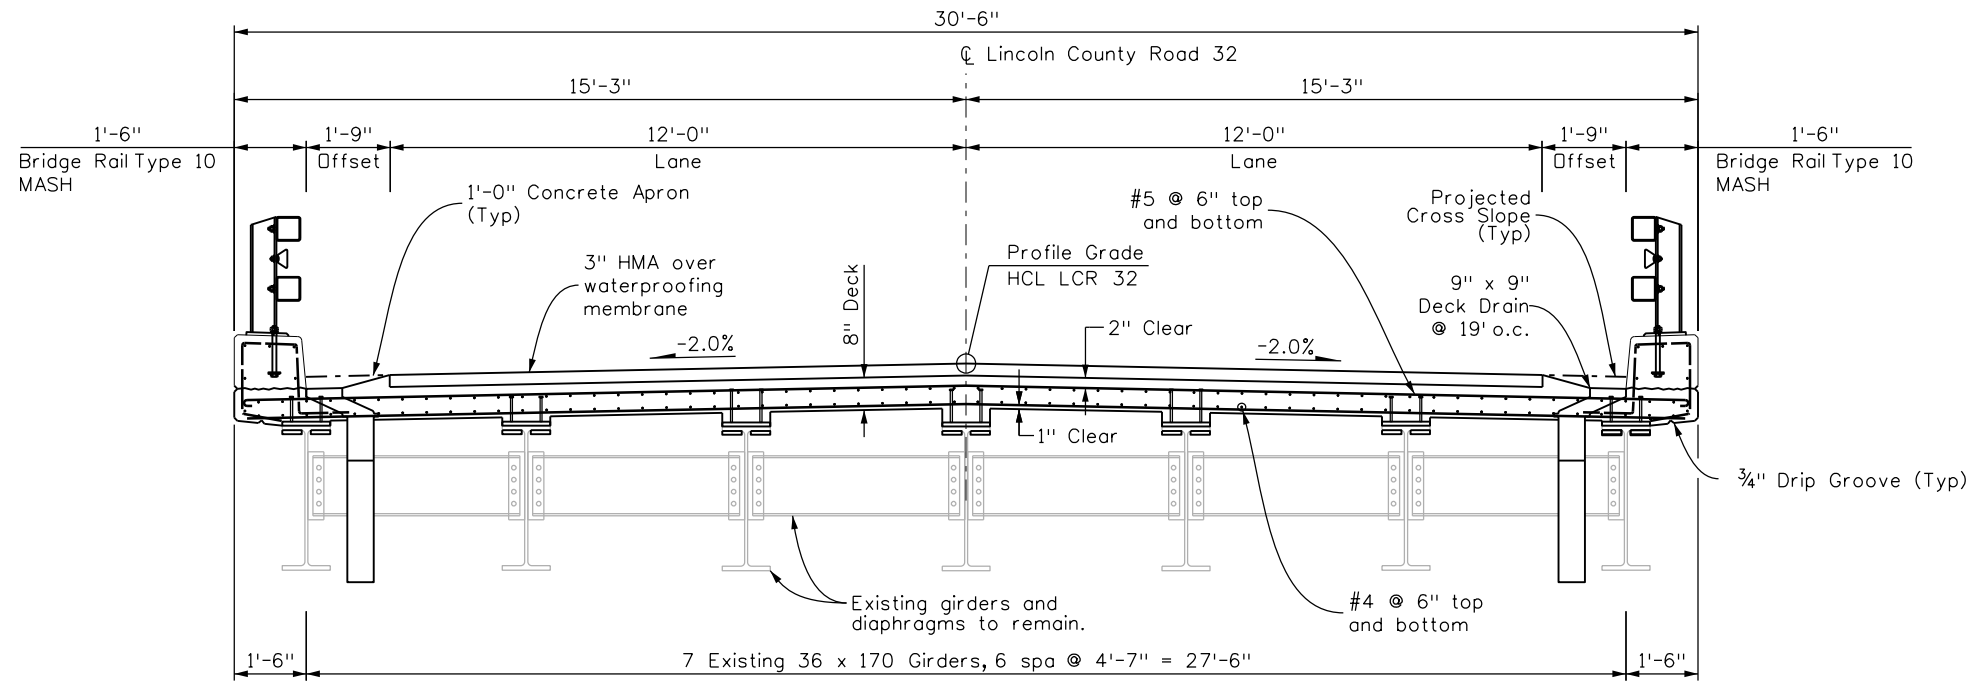 30'-6"
℄ Lincoln County Road 32
15'-3"
15'-3"
1'-6"
1'-9"
12'-0"
12'-0"
1'-9"
1'-6"
Bridge Rail Type 10
MASH
Offset
Lane
Lane
Offset
Bridge Rail Type 10
MASH
1'-0" Concrete Apron
(Typ)
#5 @ 6" top
and bottom
Projected
Cross Slope
(Typ)
3" HMA over
waterproofing
membrane
8" Deck
Profile Grade
HCL LCR 32
9" x 9"
Deck Drain
@ 19' o.c.
-2.0%
2" Clear
-2.0%
1" Clear
¾" Drip Groove (Typ)
Existing girders and
diaphragms to remain.
#4 @ 6" top
and bottom
1'-6"
7 Existing 36 x 170 Girders, 6 spa @ 4'-7" = 27'-6"
1'-6"